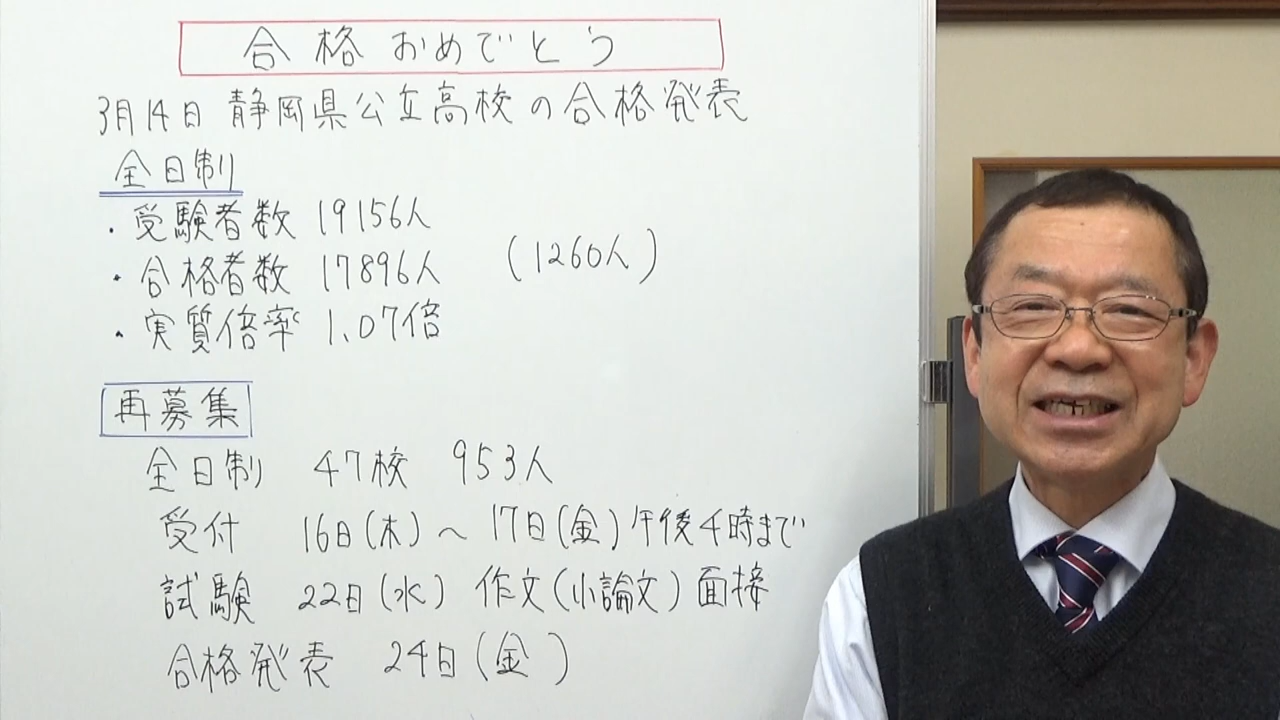 合格おめでとう
3月14日 静岡県公立高校の合格発表
全日制
・受験者数 19156人
・合格者数 17896人 (1260人)
・実質倍率 1.07倍
再募集
全日制 47校 953人
受付 16日(木)～17日(金)午後4時まで
試験 22日(水) 作文(小論文)面接
合格発表 24日(金)